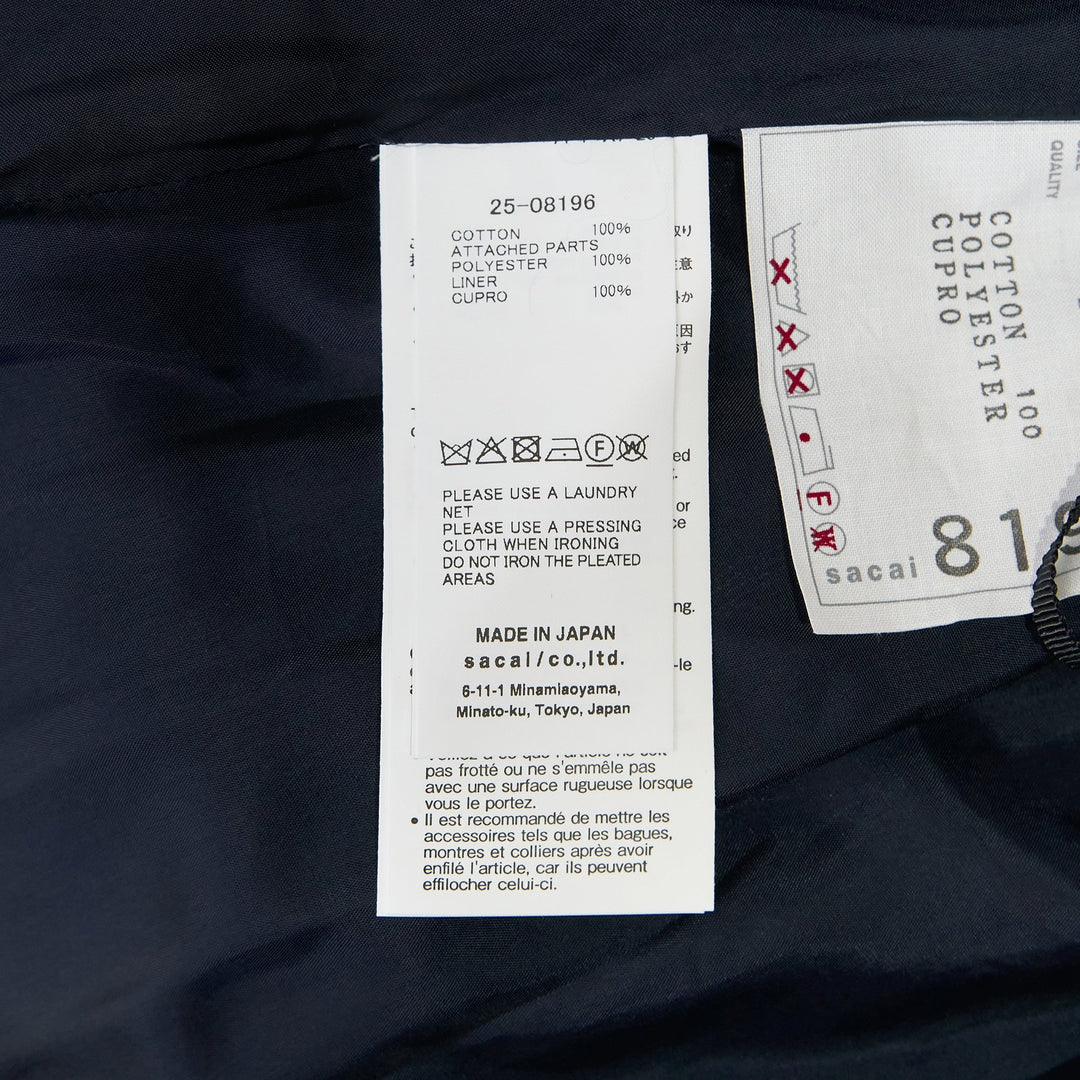 25-08196
COTTON 100%
ATTACHED PARTS
POLYESTER 100%
LINER
CUPRO 100%
PLEASE USE A LAUNDRY
NET
PLEASE USE A PRESSING
CLOTH WHEN IRONING
DO NOT IRON THE PLEATED
AREAS
MADE IN JAPAN
sacai/co.,ltd.
6-11-1 Minamiaoyama,
Minato-ku, Tokyo, Japan
pas frotté ou ne s'emmêle pas
avec une surface rugueuse lorsque
vous le portez.
• Il est recommandé de mettre les
accessoires tels que les bagues,
montres et colliers après avoir
enfilé l'article, car ils peuvent
effilocher celui-ci.
QUALITY
COTTON 100
POLYESTER
CUPRO
F
W
sacai 819